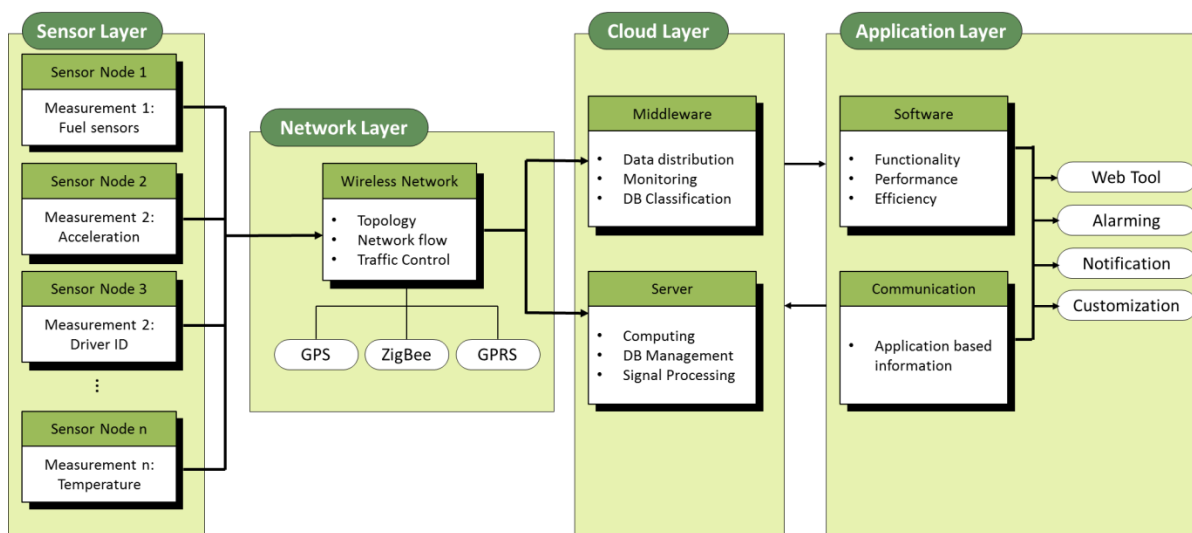 Sensor Layer
Sensor Node 1
Measurement 1:
Fuel sensors
Sensor Node 2
Measurement 2:
Acceleration
Sensor Node 3
Measurement 2:
Driver ID
⋮
Sensor Node n
Measurement n:
Temperature
Network Layer
Wireless Network
• Topology
• Network flow
• Traffic Control
GPS
ZigBee
GPRS
Cloud Layer
Middleware
• Data distribution
• Monitoring
• DB Classification
Server
• Computing
• DB Management
• Signal Processing
Application Layer
Software
• Functionality
• Performance
• Efficiency
Communication
• Application based
information
Web Tool
Alarming
Notification
Customization